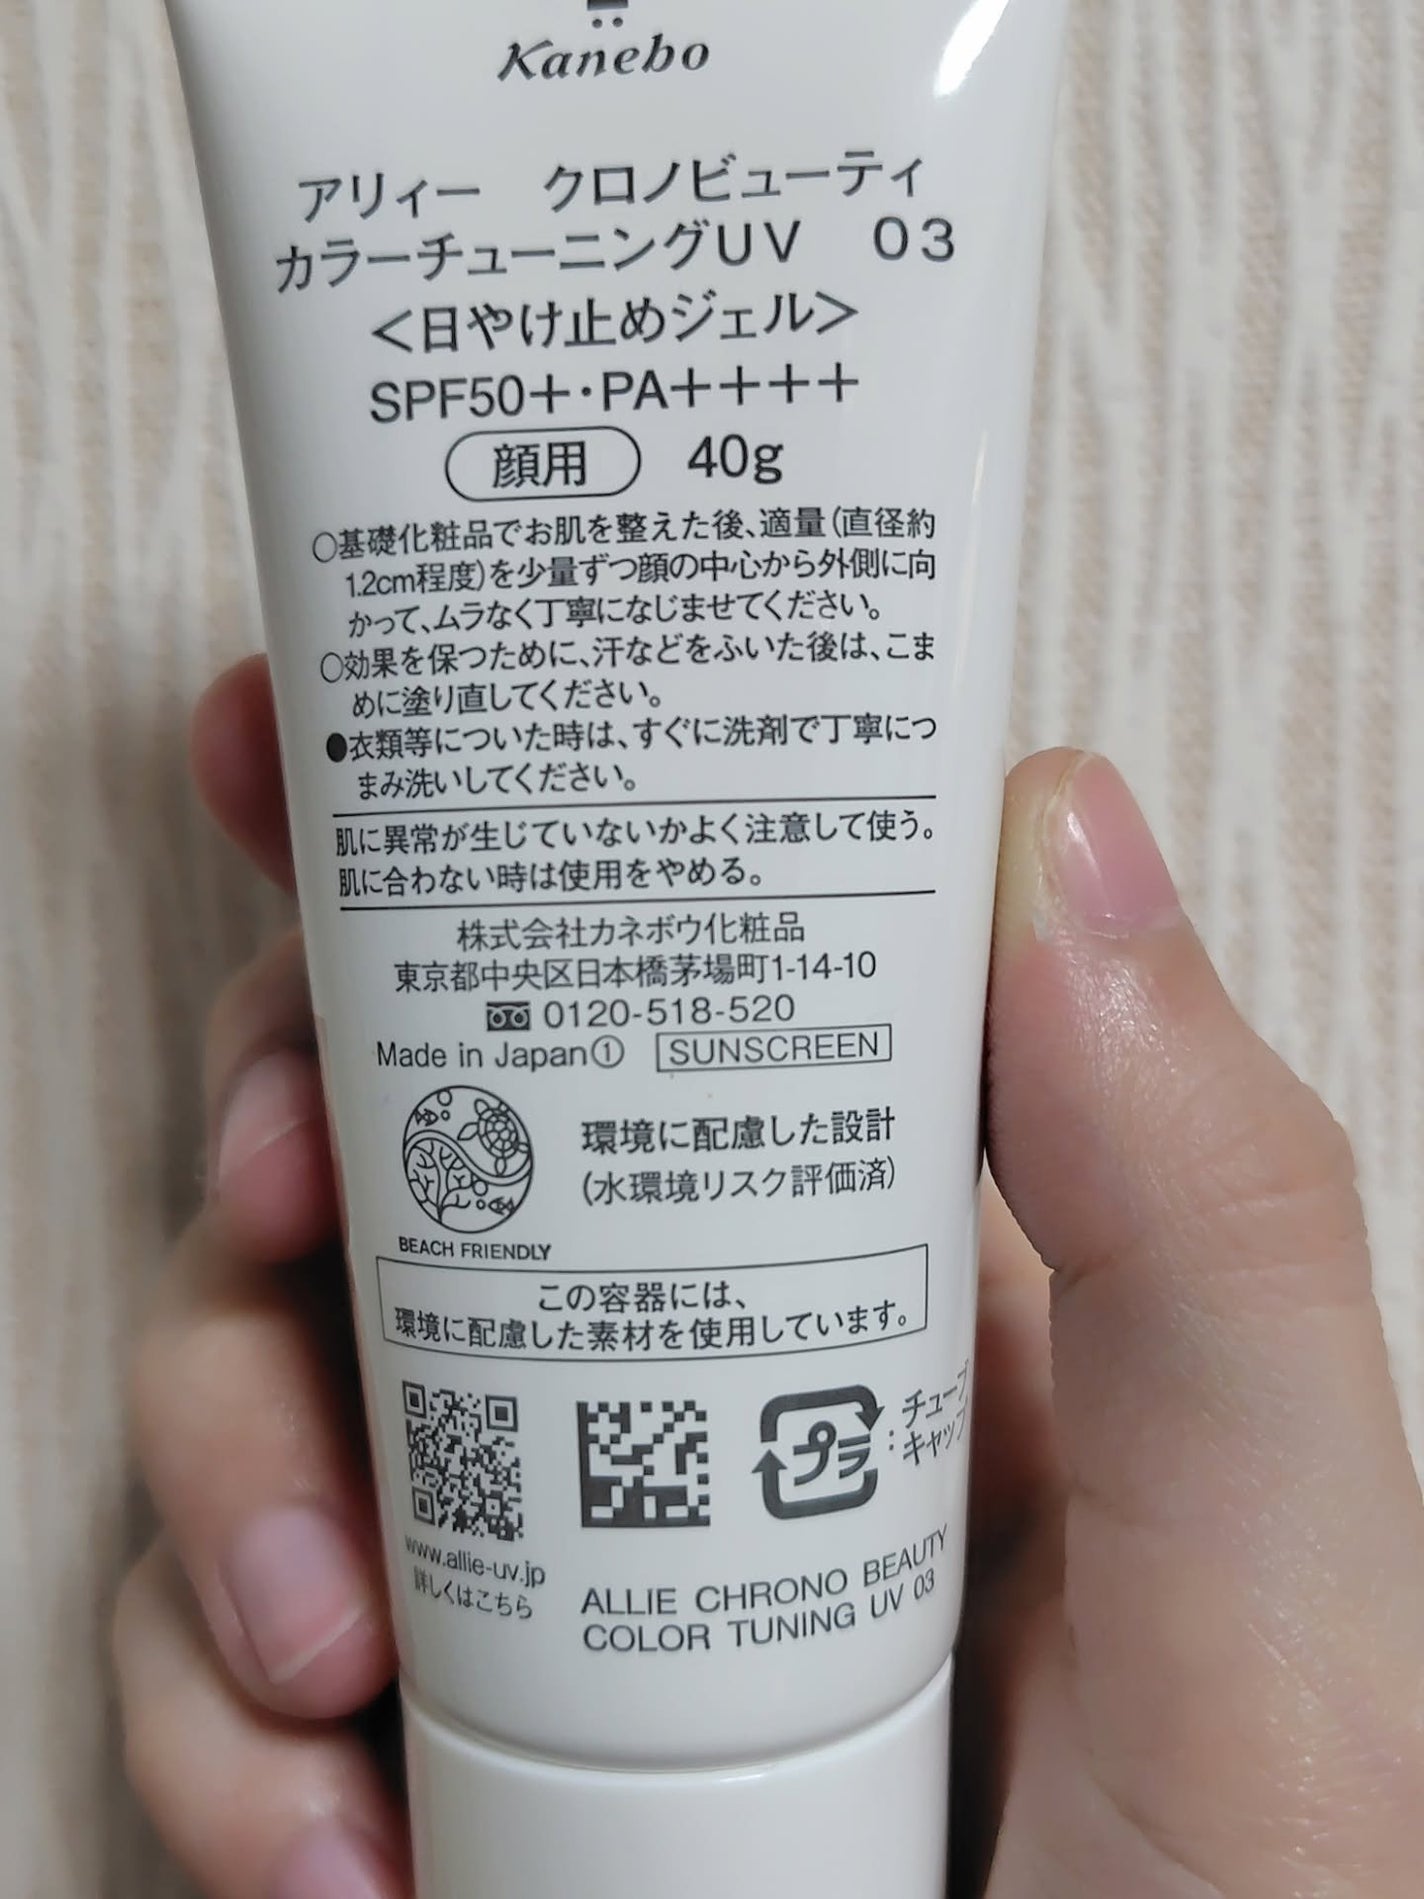 Kanebo
アリィー クロノビューティ
カラーチューニングUV 03
＜日やけ止めジェル＞
SPF50+・PA++++
顔用 40g
○基礎化粧品でお肌を整えた後、適量(直径約
1.2cm程度)を少量ずつ顔の中心から外側に向
かって、ムラなく丁寧になじませてください。
○効果を保つために、汗などをふいた後は、こま
めに塗り直してください。
●衣類等についた時は、すぐに洗剤で丁寧につ
まみ洗いしてください。
肌に異常が生じていないかよく注意して使う。
肌に合わない時は使用をやめる。
株式会社カネボウ化粧品
東京都中央区日本橋茅場町1-14-10
0120-518-520
Made in Japan① SUNSCREEN
環境に配慮した設計
(水環境リスク評価済)
BEACH FRIENDLY
この容器には、
環境に配慮した素材を使用しています。
プラ : チューブ
キャップ
www.allie-uv.jp
詳しくはこちら
ALLIE CHRONO BEAUTY
COLOR TUNING UV 03